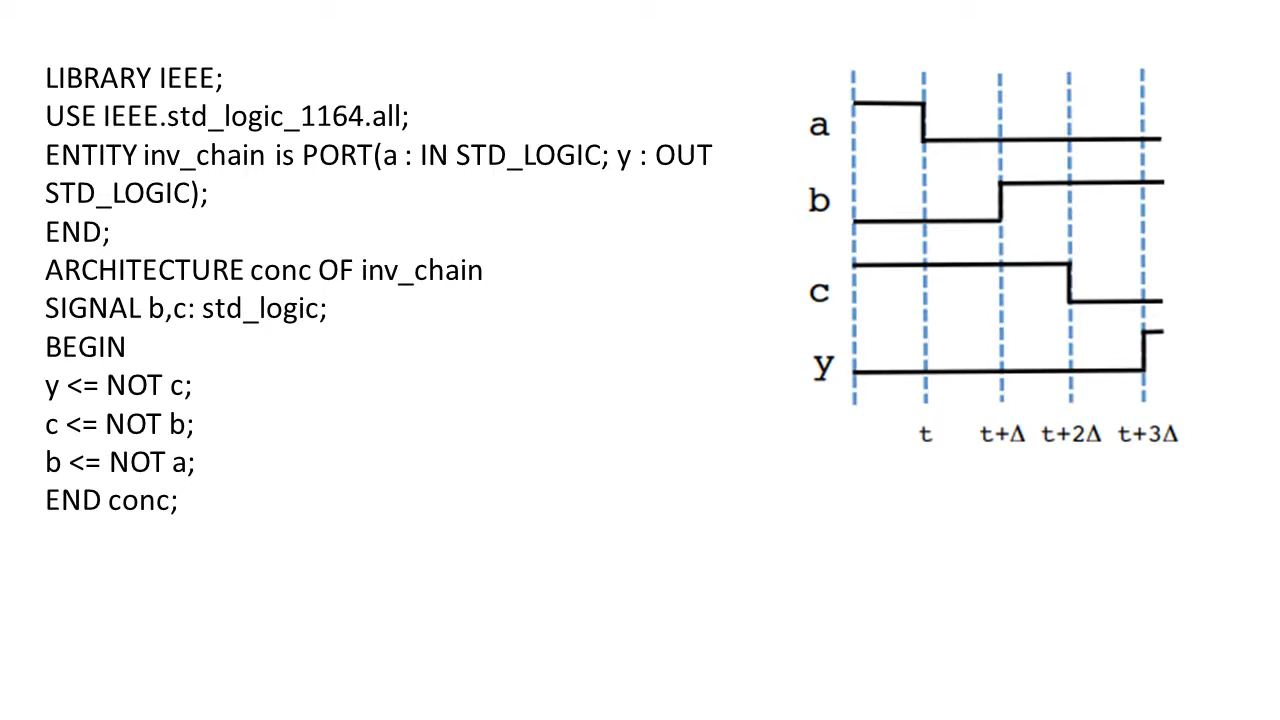 LIBRARY IEEE;
USE IEEE.std_logic_1164.all;
ENTITY inv_chain is PORT(a : IN STD_LOGIC; y : OUT
STD_LOGIC);
END;
ARCHITECTURE conc OF inv_chain
SIGNAL b,c: std_logic;
BEGIN
y <= NOT c;
c <= NOT b;
b <= NOT a;
END conc;
a
b
c
y
t t+Δ t+2Δ t+3Δ